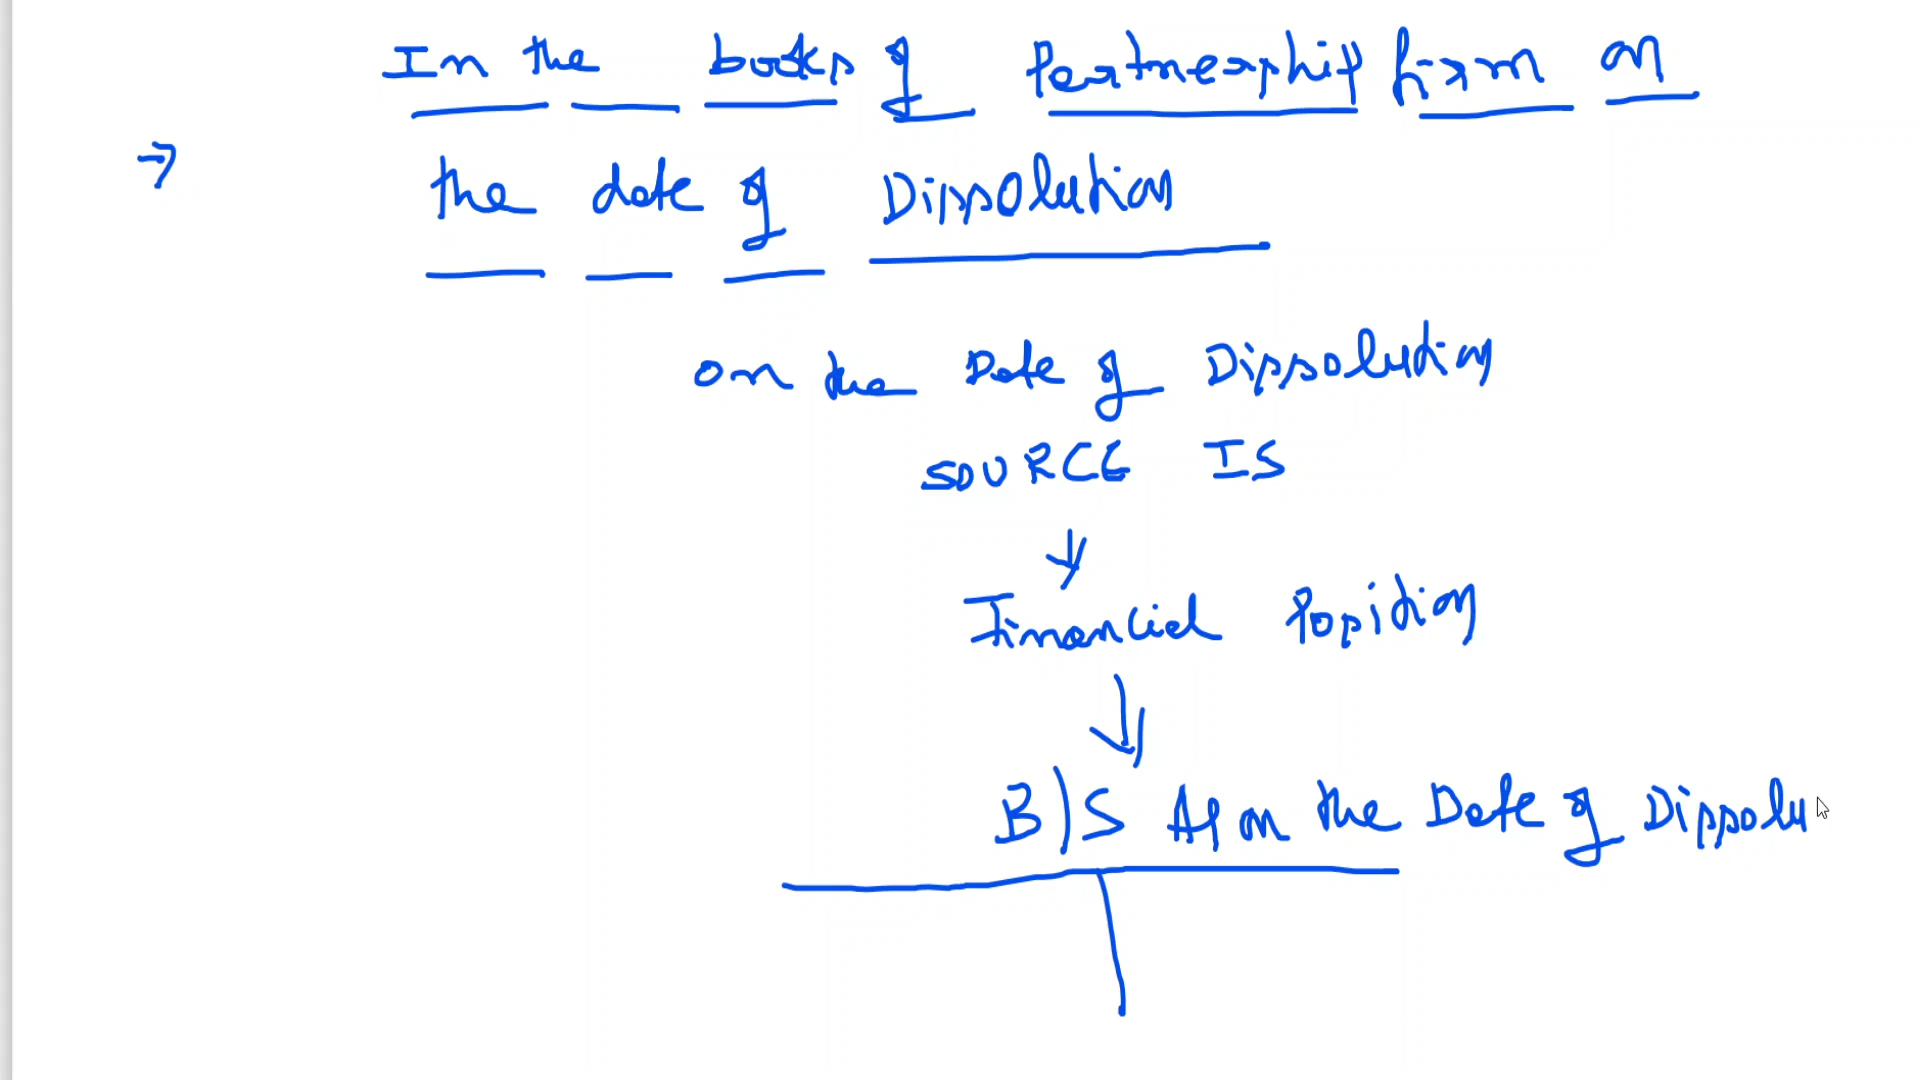 In the books of Partnership firm on
→ the date of Dissolution
on the Date of Dissolution
SOURCE IS
Financial Position
B/S As on the Date of Dissolu